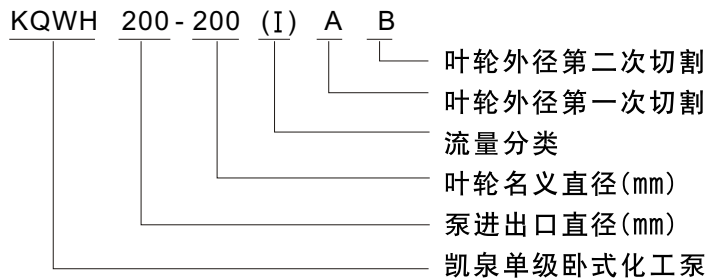 KQWH 200-200 (I) A B
叶轮外径第二次切割
叶轮外径第一次切割
流量分类
叶轮名义直径(mm)
泵进出口直径(mm)
凯泉单级卧式化工泵